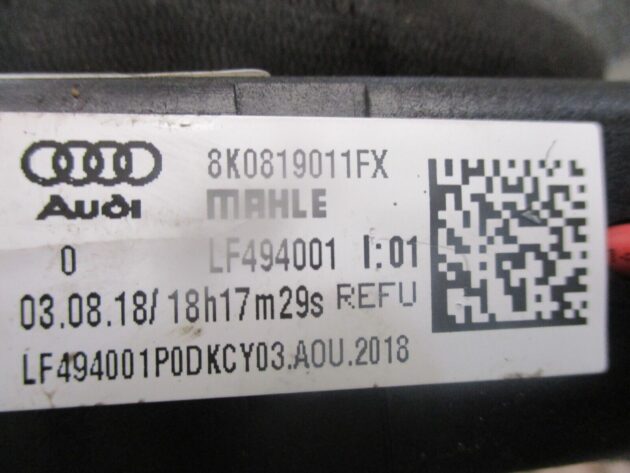 8K0819011FX
Audi MAHLE
0 LF494001 I:01
03.08.18/ 18h17m29s REFU
LF494001P0DKCY03.AOU.2018